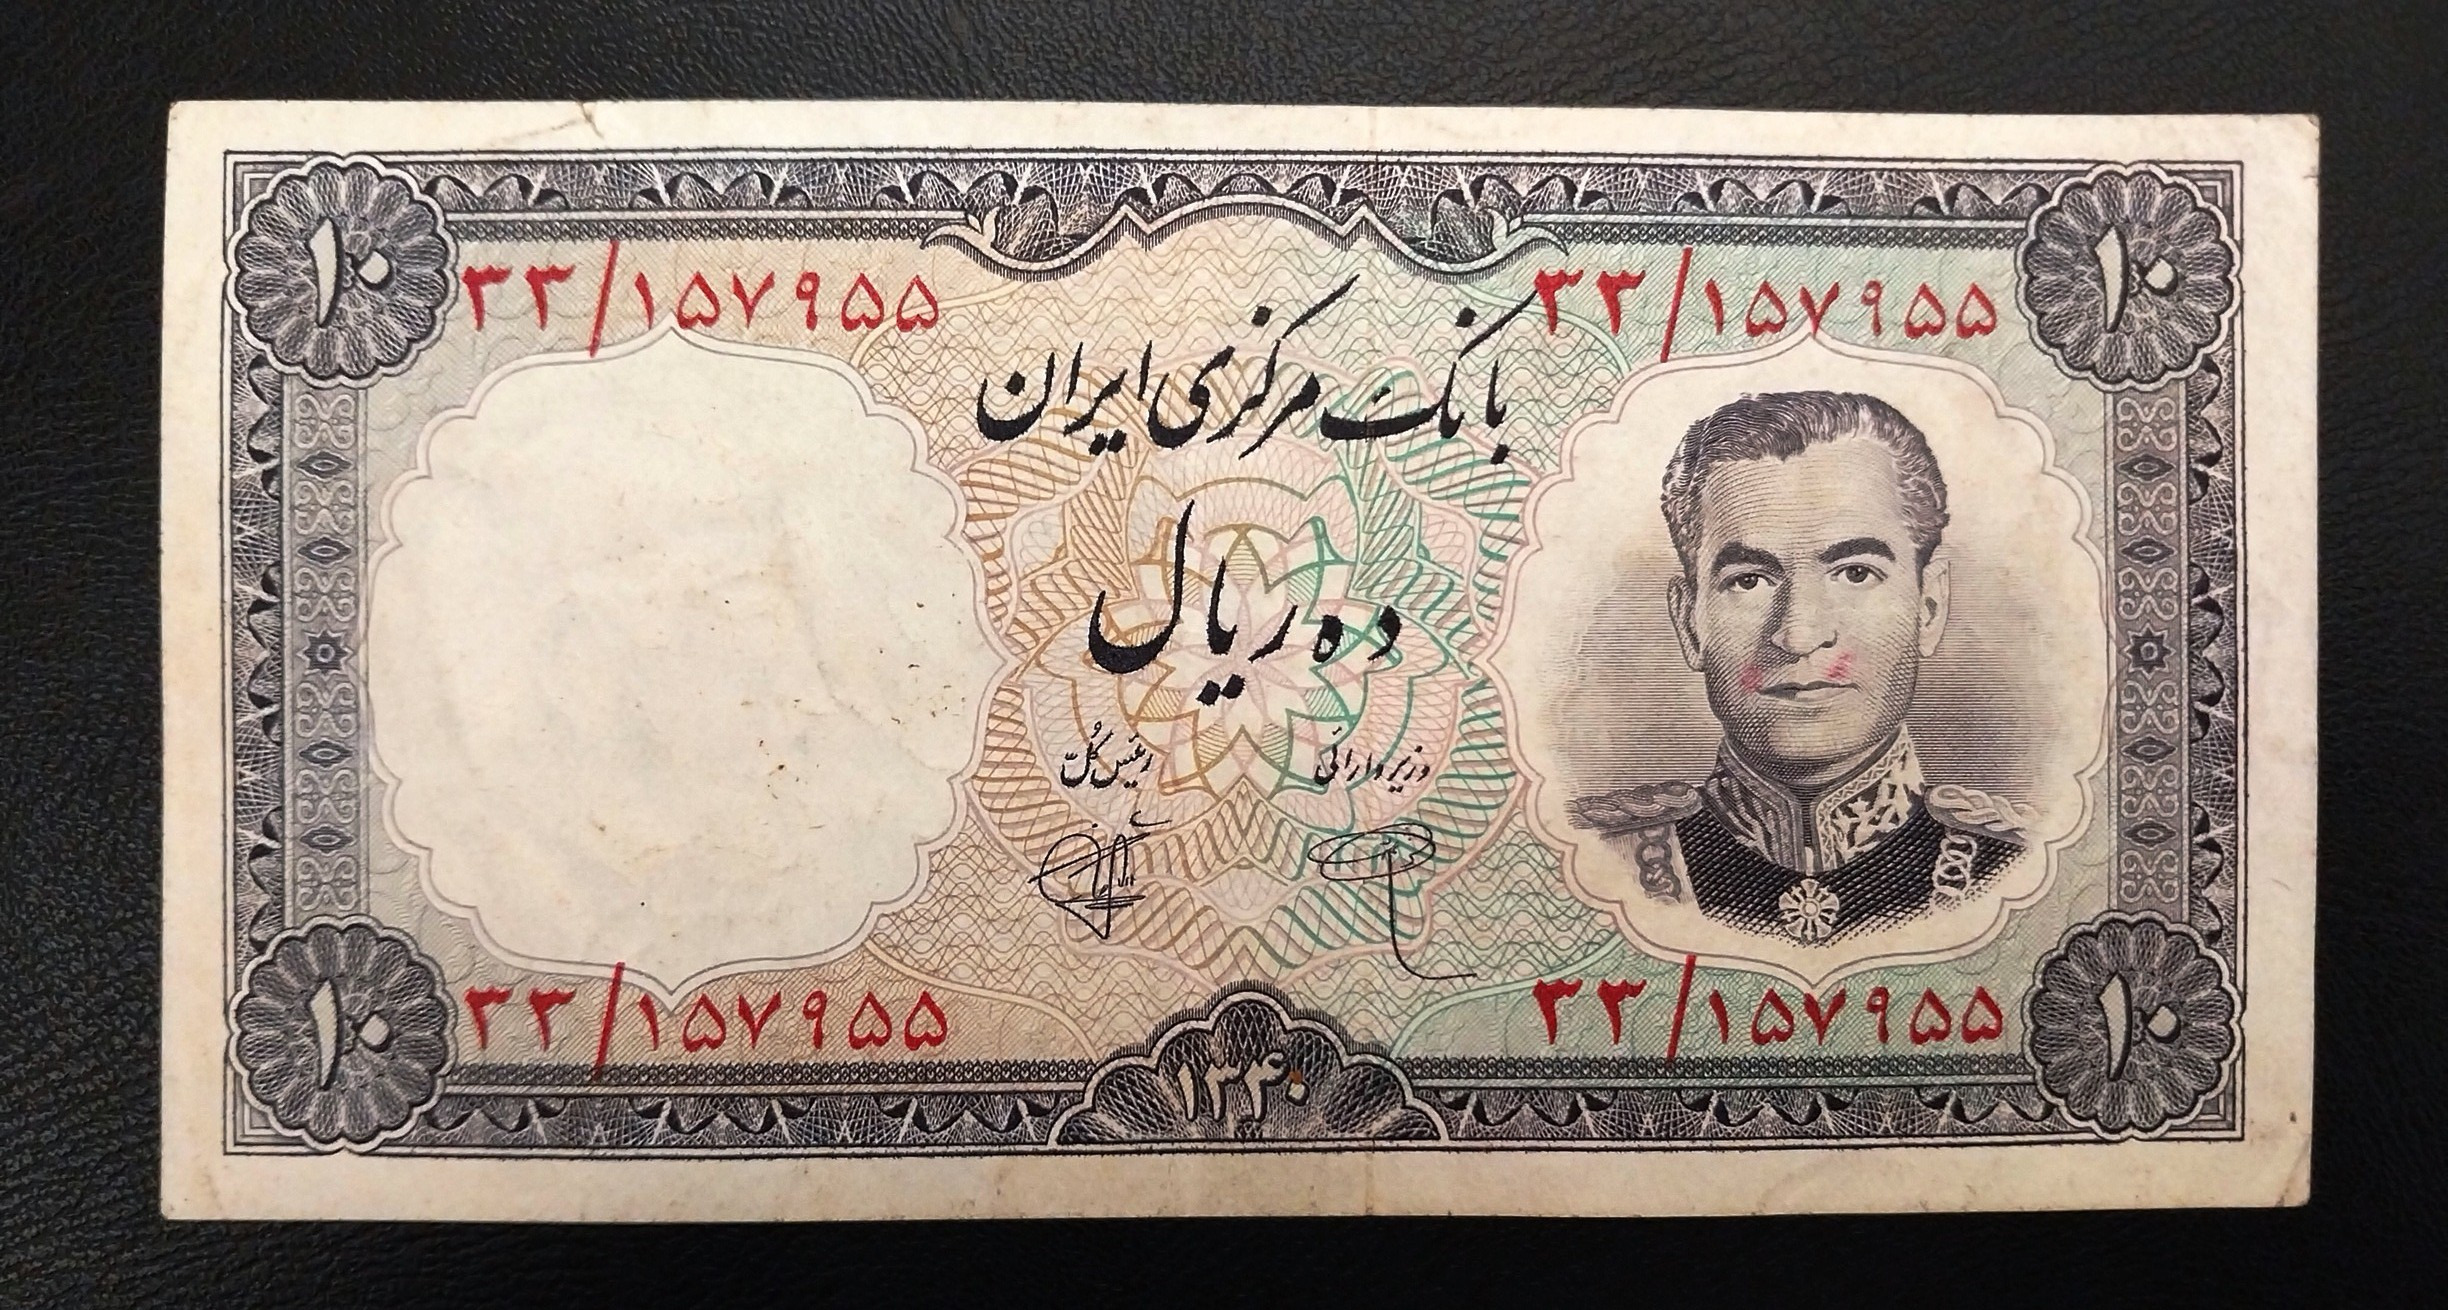 ۱۰
۱۰
۳۳/۱۵۷۹۵۵
۳۳/۱۵۷۹۵۵
بانک مرکزی ایران
ده ریال
وزیر دارائی
رئیس کُلّ
۳۳/۱۵۷۹۵۵
۳۳/۱۵۷۹۵۵
۱۰
۱۰
۱۳۴۰